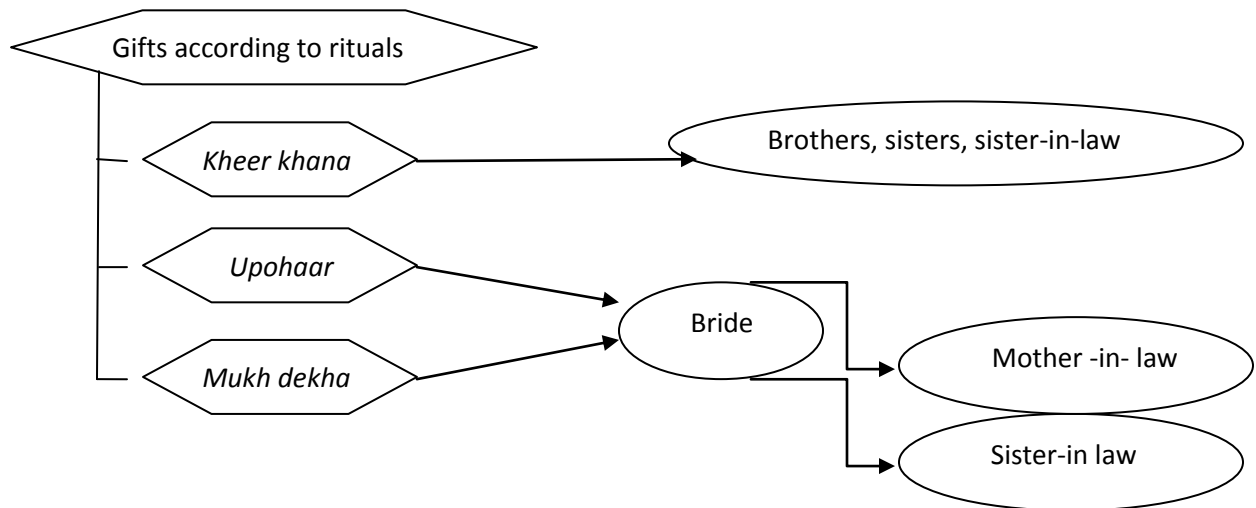 Gifts according to rituals
Kheer khana
Brothers, sisters, sister-in-law
Upohaar
Bride
Mukh dekha
Mother -in- law
Sister-in law